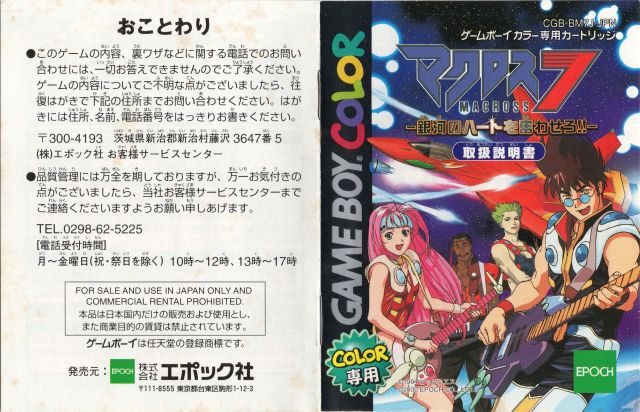 おことわり
●このゲームの内容、裏ワザなどに関する電話でのお問い
合わせには、一切お答えできませんのでご了承ください。
ゲームの内容についてご不明な点がございましたら、往
復はがきで下記の住所までお問い合わせください。はが
きには住所、名前、電話番号をはっきりお書きください。
〒300-4193 茨城県新治郡新治村藤沢3647番5
(株)エポック社 お客様サービスセンター
●品質管理には万全を期しておりますが、万一お気付きの
点がございましたら、当社お客様サービスセンターまで
ご連絡くださいますようお願い申しあげます。
TEL.0298-62-5225
[電話受付時間]
月〜金曜日(祝・祭日を除く) 10時〜12時、13時〜17時
FOR SALE AND USE IN JAPAN ONLY AND
COMMERCIAL RENTAL PROHIBITED.
本品は日本国内だけの販売および使用とし、
また商業目的の賃貸は禁止されています。
ゲームボーイは任天堂の登録商標です。
発売元: EPOCH 株式会社エポック社
〒111-8555 東京都台東区駒形1-12-3
GAME BOY COLOR
COLOR
専用
CGB-BM7J-JPN
ゲームボーイカラー専用カートリッジ
マクロス7
MACROSS
銀河のハートを震わせろ!!
取扱説明書
EPOCH